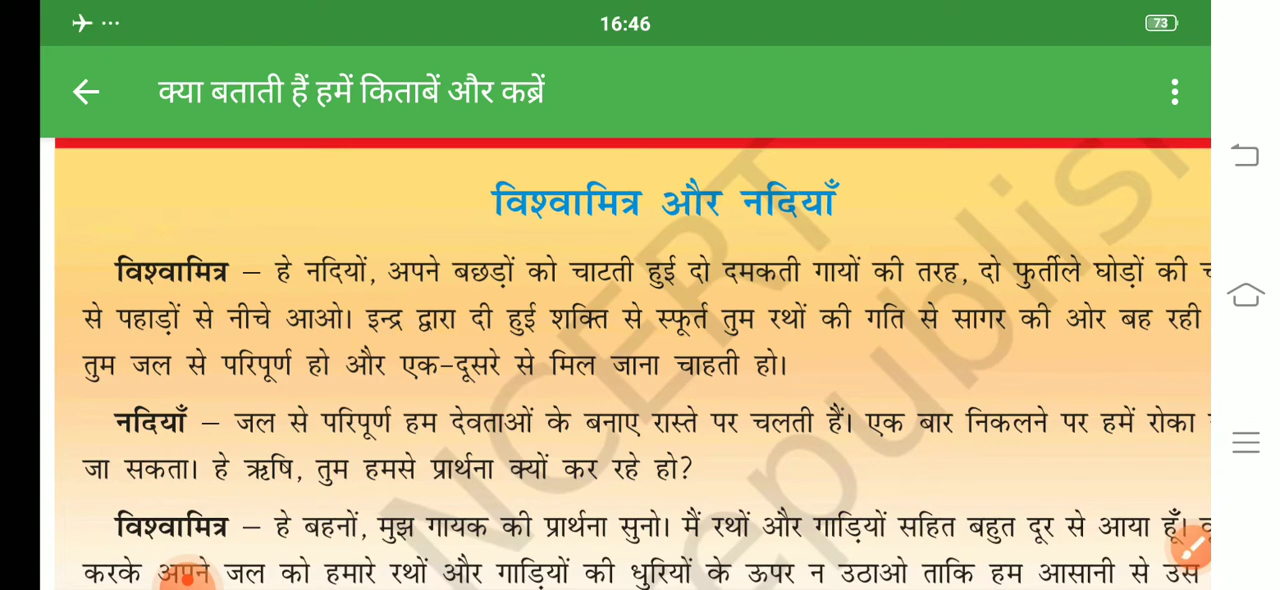 16:46
73
क्या बताती हैं हमें किताबें और कब्रें
विश्वामित्र और नदियाँ
विश्वामित्र – हे नदियों, अपने बछड़ों को चाटती हुई दो दमकती गायों की तरह, दो फुर्तीले घोड़ों की
से पहाड़ों से नीचे आओ। इन्द्र द्वारा दी हुई शक्ति से स्फूर्त तुम रथों की गति से सागर की ओर बह रही
तुम जल से परिपूर्ण हो और एक-दूसरे से मिल जाना चाहती हो।
नदियाँ – जल से परिपूर्ण हम देवताओं के बनाए रास्ते पर चलती हैं। एक बार निकलने पर हमें रोका
जा सकता। हे ऋषि, तुम हमसे प्रार्थना क्यों कर रहे हो?
विश्वामित्र – हे बहनों, मुझ गायक की प्रार्थना सुनो। मैं रथों और गाड़ियों सहित बहुत दूर से आया हूँ।
करके अपने जल को हमारे रथों और गाड़ियों की धुरियों के ऊपर न उठाओ ताकि हम आसानी से उस
NCERT
republis